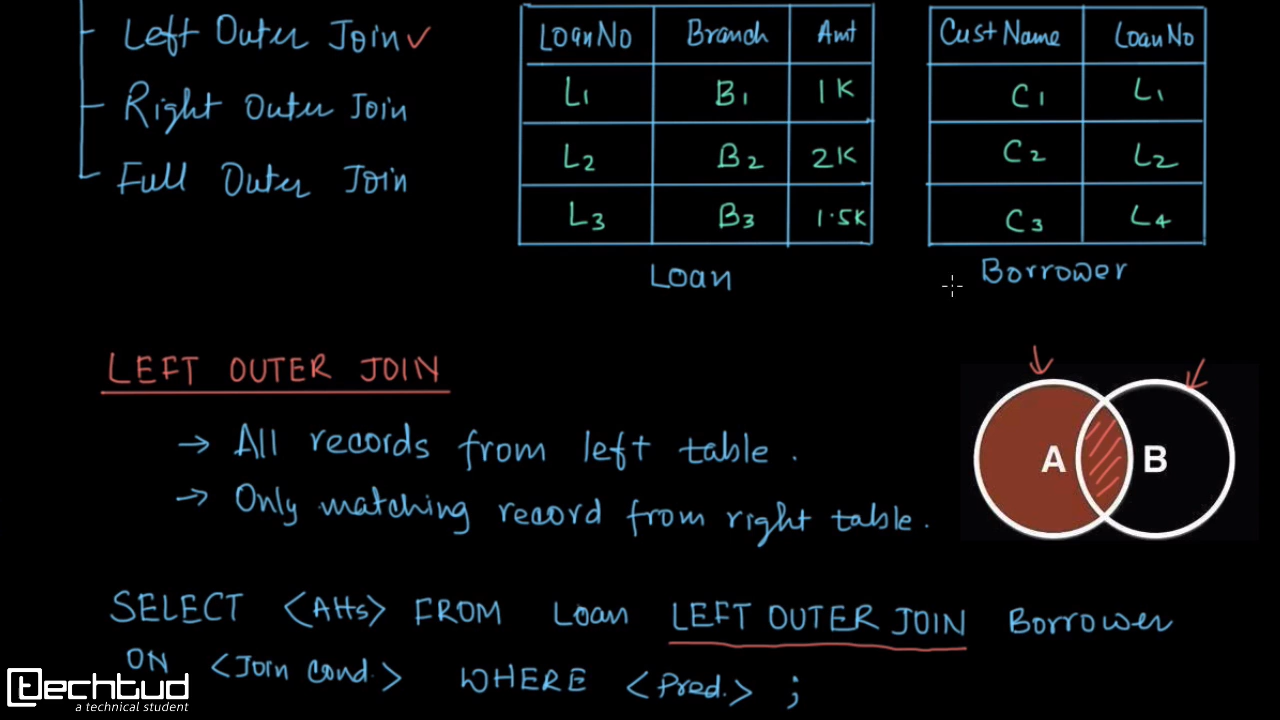 Left Outer Join
Right Outer Join
Full Outer Join
LoanNo Branch Amt
L1 B1 1K
L2 B2 2K
L3 B3 1.5K
Loan
CustName LoanNo
C1 L1
C2 L2
C3 L4
Borrower
LEFT OUTER JOIN
→ All records from left table.
→ Only matching record from right table.
A B
SELECT <Atts> FROM Loan LEFT OUTER JOIN Borrower
ON <Join Cond.> WHERE <Pred.> ;
techtud
a technical student